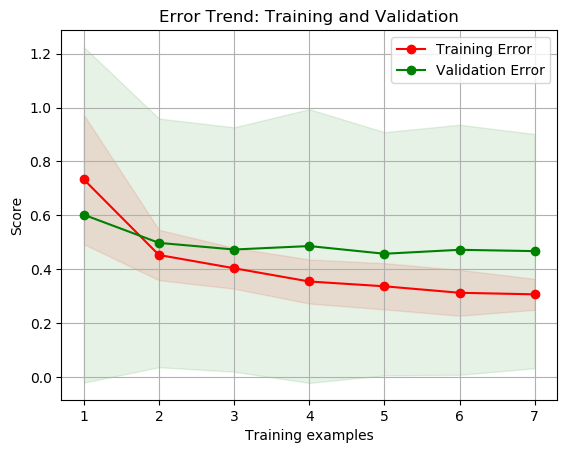 Error Trend: Training and Validation
Training Error
Validation Error
Score
1.2
1.0
0.8
0.6
0.4
0.2
0.0
1 2 3 4 5 6 7
Training examples